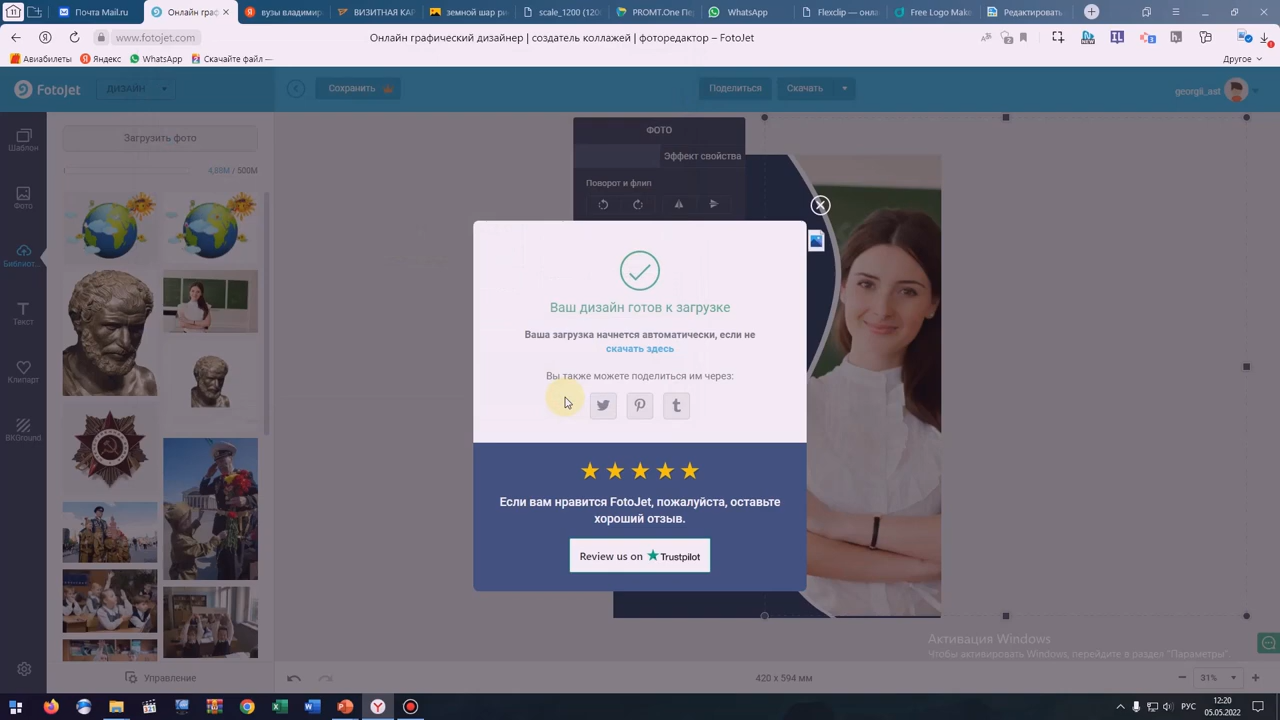 Почта Mail.ru
Онлайн граф
вузы владимир
ВИЗИТНАЯ КАР
земной шар ри
scale_1200 (120
PROMT.One Пе
WhatsApp
Flexclip — онла
Free Logo Mak
Редактировать
www.fotojet.com
Онлайн графический дизайнер | создатель коллажей | фоторедактор – FotoJet
Авиабилеты
Яндекс
WhatsApp
Скачайте файл —
Другое
FotoJet
ДИЗАЙН
Сохранить
Поделиться
Скачать
georgii_ast
Загрузить фото
4,88M / 500M
Шаблон
Фото
Библиот...
Текст
Клипарт
BKGround
ФОТО
Эффект свойства
Поворот и флип
Ваш дизайн готов к загрузке
Ваша загрузка начнется автоматически, если не
скачать здесь
Вы также можете поделиться им через:
Если вам нравится FotoJet, пожалуйста, оставьте
хороший отзыв.
Review us on Trustpilot
Активация Windows
Чтобы активировать Windows, перейдите в раздел "Параметры".
Управление
420 x 594 мм
31%
РУС
12:20
05.05.2022